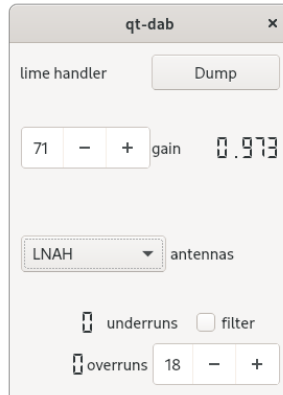 qt-dab ×
lime handler Dump
71 − + gain 0.973
LNAH antennas
0 underruns filter
0 overruns 18 − +